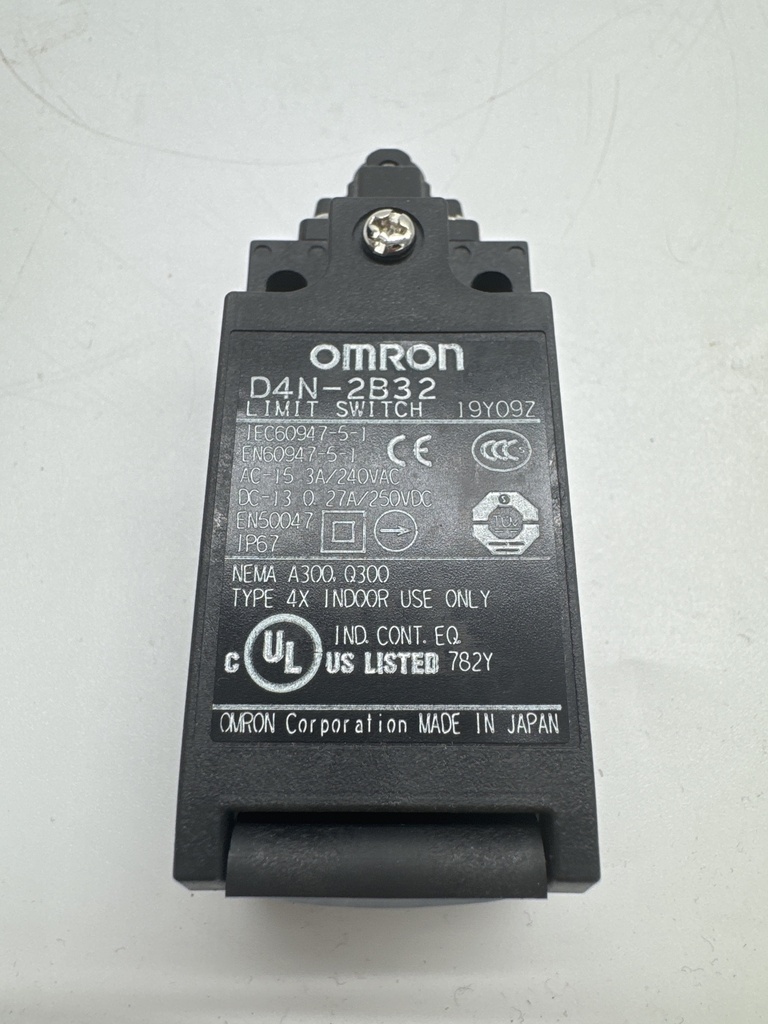 OMRON
D4N-2B32
LIMIT SWITCH 19Y09Z
IEC60947-5-1
EN60947-5-1 CE CCC
AC-15 3A/240VAC
DC-13 0.27A/250VDC
EN50047
IP67
NEMA A300, Q300
TYPE 4X INDOOR USE ONLY
IND. CONT. EQ.
C UL US LISTED 782Y
OMRON Corporation MADE IN JAPAN